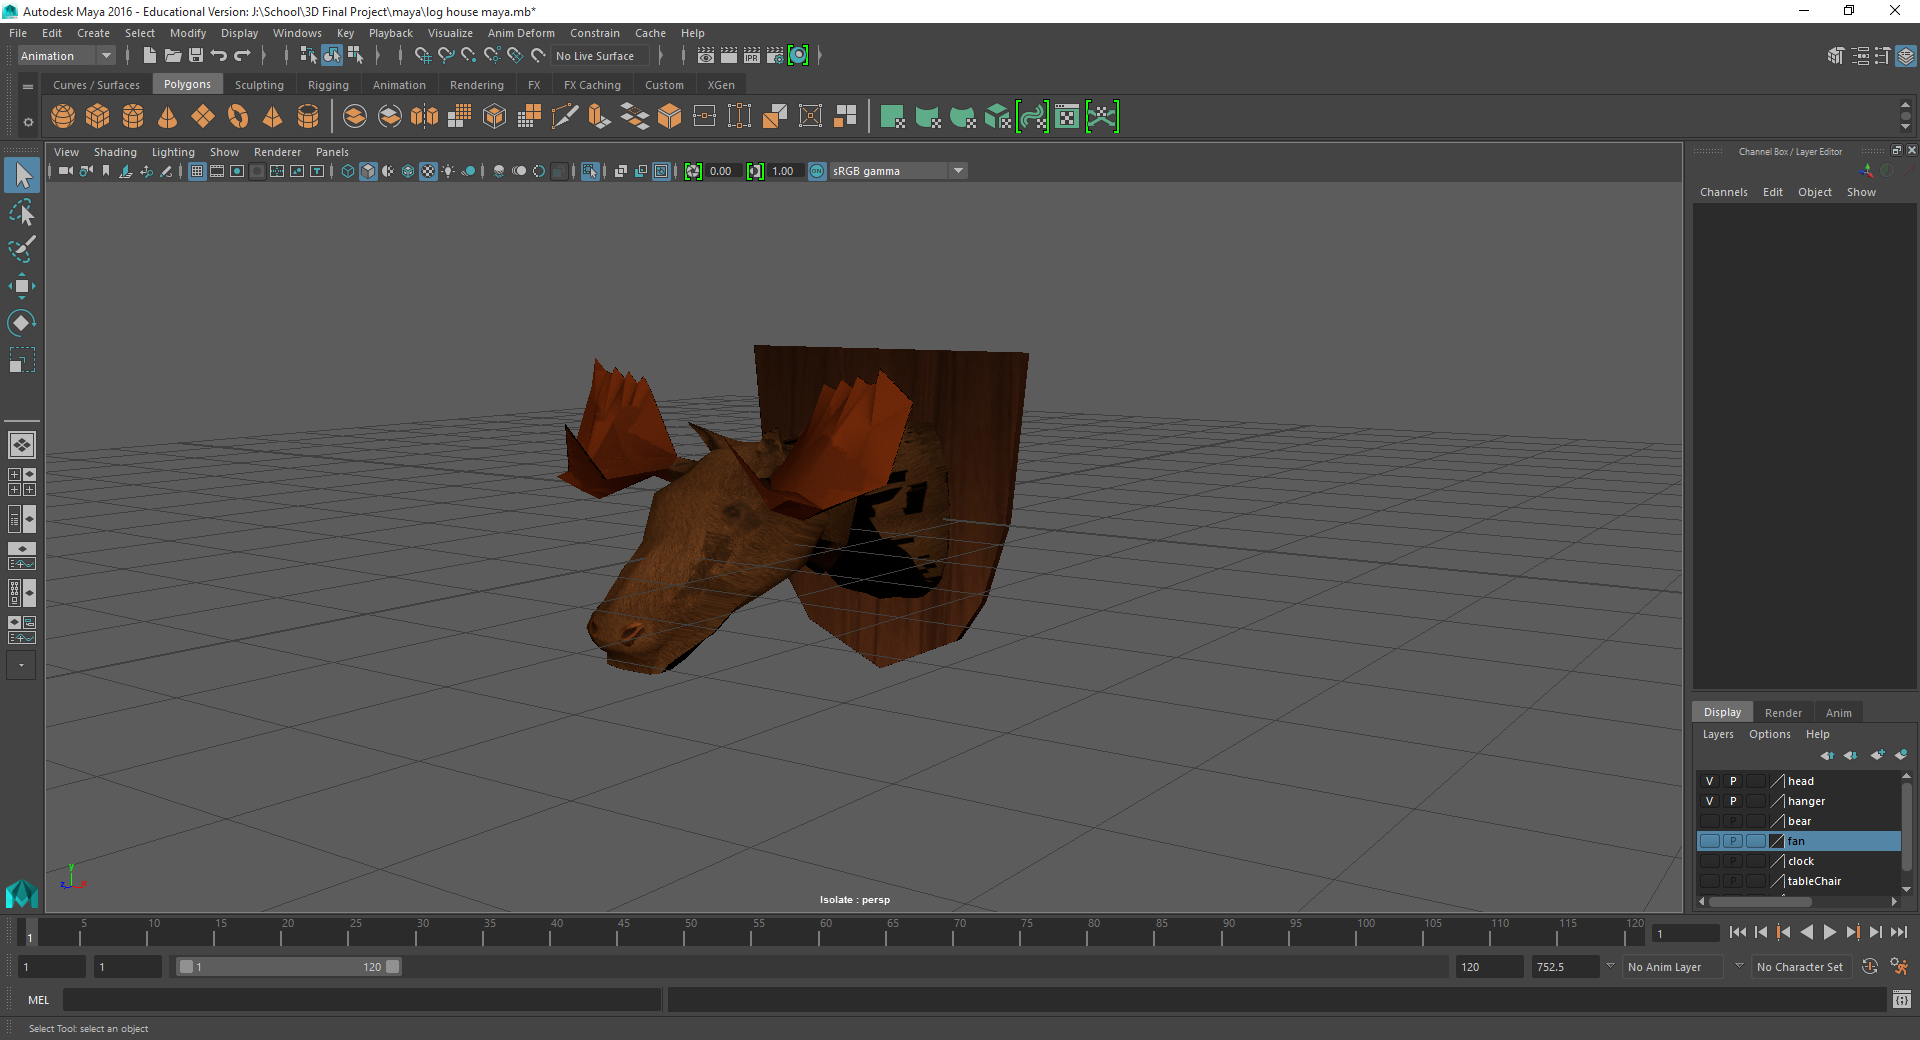 Autodesk Maya 2016 - Educational Version: J:\School\3D Final Project\maya\log house maya.mb*
File Edit Create Select Modify Display Windows Key Playback Visualize Anim Deform Constrain Cache Help
Animation No Live Surface IPR
Curves / Surfaces Polygons Sculpting Rigging Animation Rendering FX FX Caching Custom XGen
View Shading Lighting Show Renderer Panels
0.00 1.00 ON sRGB gamma
Channel Box / Layer Editor
Channels Edit Object Show
Isolate : persp
y
z x
Display Render Anim
Layers Options Help
V P head
V P hanger
P bear
P fan
P clock
P tableChair
5 10 15 20 25 30 35 40 45 50 55 60 65 70 75 80 85 90 95 100 105 110 115 120
1 1
1 1 1 120 120 752.5 No Anim Layer No Character Set
MEL
Select Tool: select an object